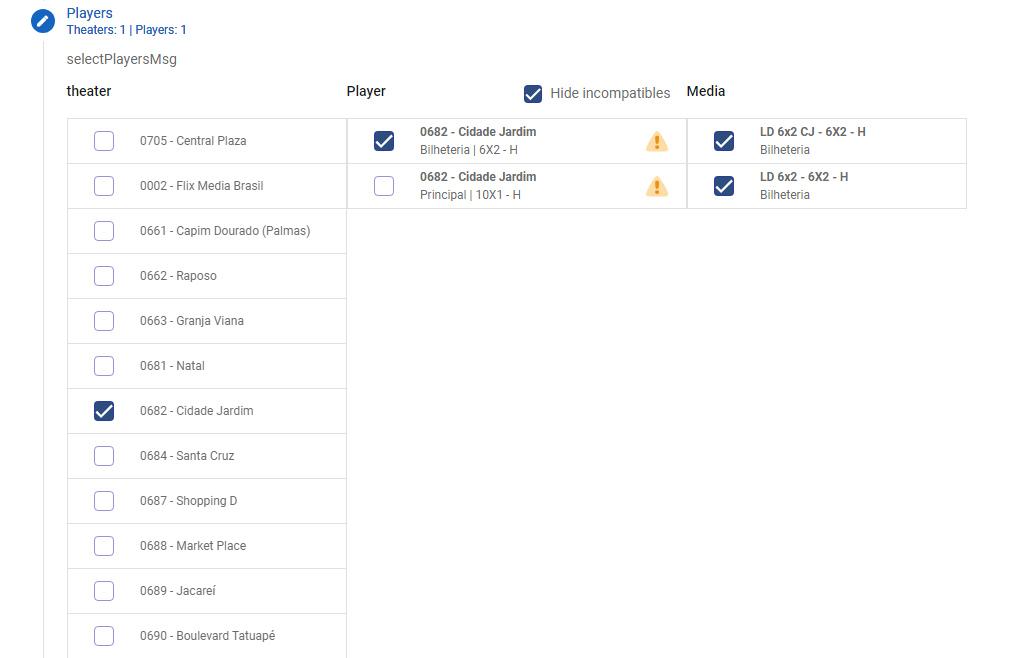 Players
Theaters: 1 | Players: 1
selectPlayersMsg
theater
Player
Hide incompatibles
Media
0705 - Central Plaza
0682 - Cidade Jardim
Bilheteria | 6X2 - H
LD 6x2 CJ - 6X2 - H
Bilheteria
0002 - Flix Media Brasil
0682 - Cidade Jardim
Principal | 10X1 - H
LD 6x2 - 6X2 - H
Bilheteria
0661 - Capim Dourado (Palmas)
0662 - Raposo
0663 - Granja Viana
0681 - Natal
0682 - Cidade Jardim
0684 - Santa Cruz
0687 - Shopping D
0688 - Market Place
0689 - Jacareí
0690 - Boulevard Tatuapé